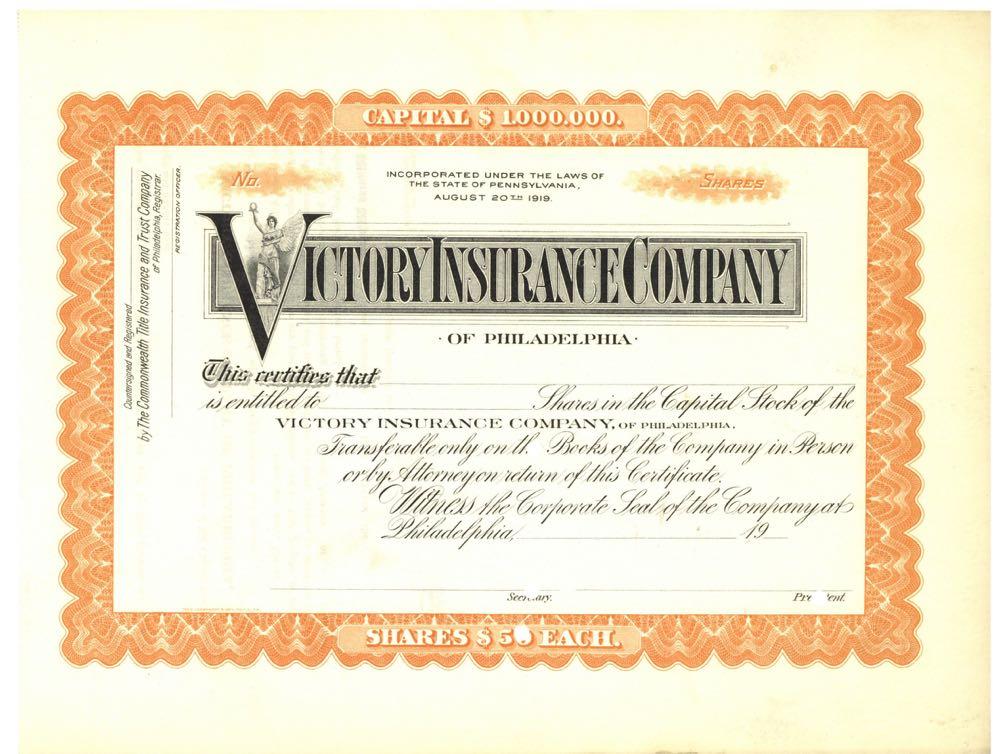 CAPITAL $ 1.000.000.
No.
INCORPORATED UNDER THE LAWS OF
THE STATE OF PENNSYLVANIA,
AUGUST 20TH 1919.
SHARES
VICTORY INSURANCE COMPANY
· OF PHILADELPHIA ·
This certifies that
is entitled to Shares in the Capital Stock of the
VICTORY INSURANCE COMPANY, OF PHILADELPHIA,
Transferable only on th Books of the Company in Person
or by Attorney on return of this Certificate.
Witness the Corporate Seal of the Company at
Philadelphia, 19
Secretary. President.
SHARES $ 50 EACH.
Countersigned and Registered
by The Commonwealth Title Insurance and Trust Company
of Philadelphia, Registrar.
REGISTRATION OFFICER.